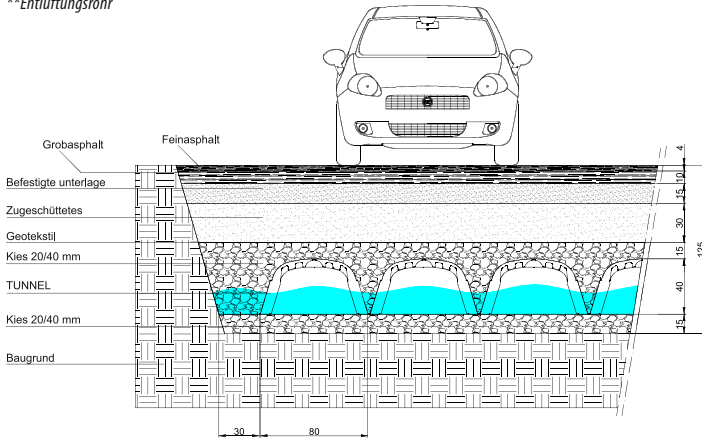 **Entlüftungsrohr
Grobasphalt
Feinasphalt
Befestigte unterlage
Zugeschüttetes
Geotekstil
Kies 20/40 mm
TUNNEL
Kies 20/40 mm
Baugrund
4
10
15
30
15
40
15
125
30
80